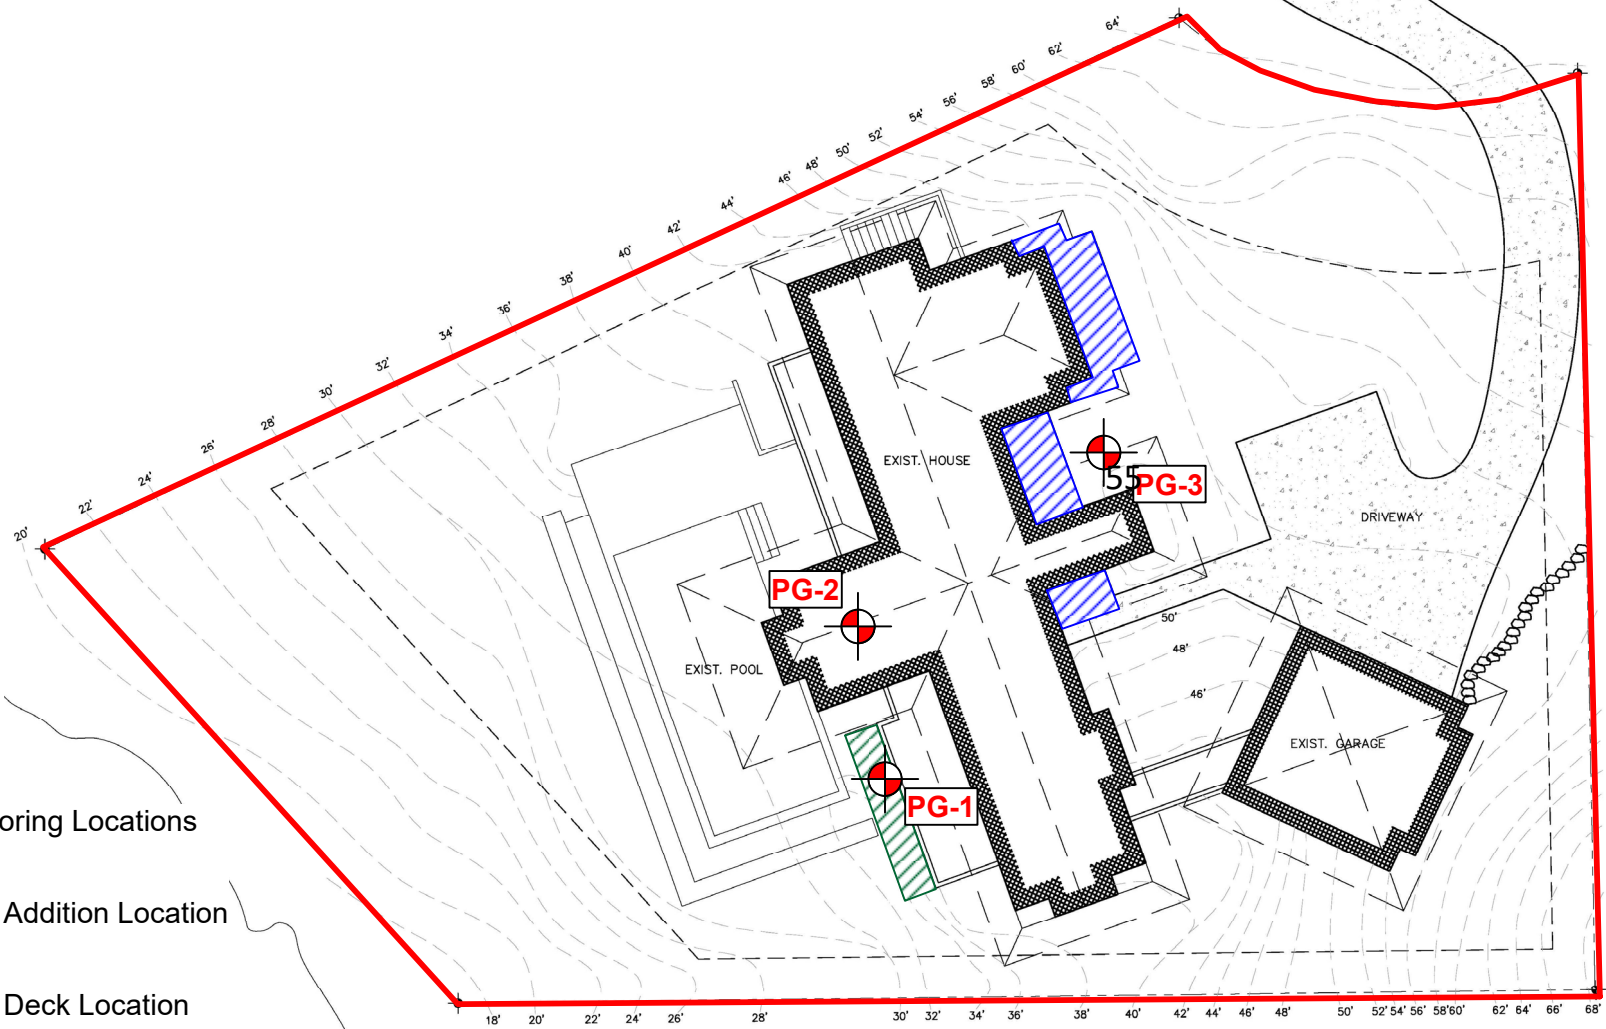 64'
62'
60'
58'
56'
54'
52'
50'
48'
46'
44'
42'
40'
38'
36'
34'
32'
30'
28'
26'
24'
22'
20'
EXIST. HOUSE
55
PG-3
DRIVEWAY
PG-2
50'
48'
EXIST. POOL
46'
EXIST. GARAGE
PG-1
oring Locations
Addition Location
Deck Location
18' 20' 22' 24' 26' 28' 30' 32' 34' 36' 38' 40' 42' 44' 46' 48' 50' 52' 54' 56' 58' 60' 62' 64' 66' 68'